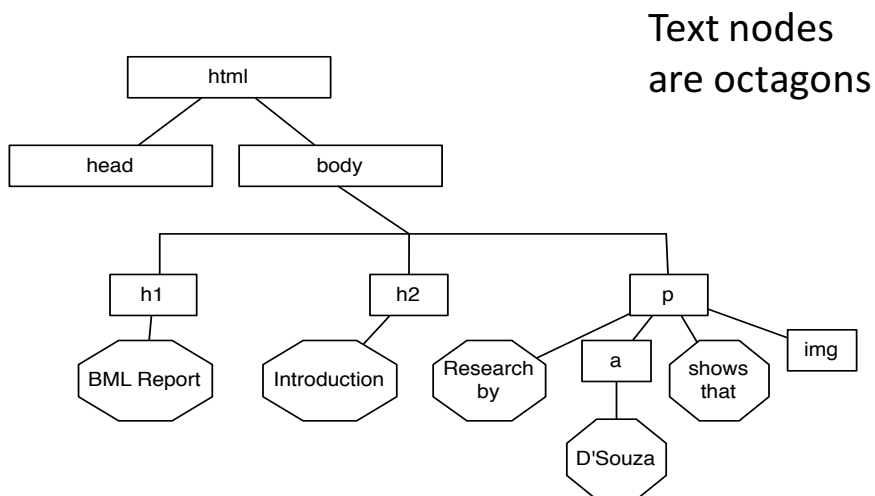 Text nodes
are octagons
html
head
body
h1
h2
p
BML Report
Introduction
Research
by
a
shows
that
img
D'Souza